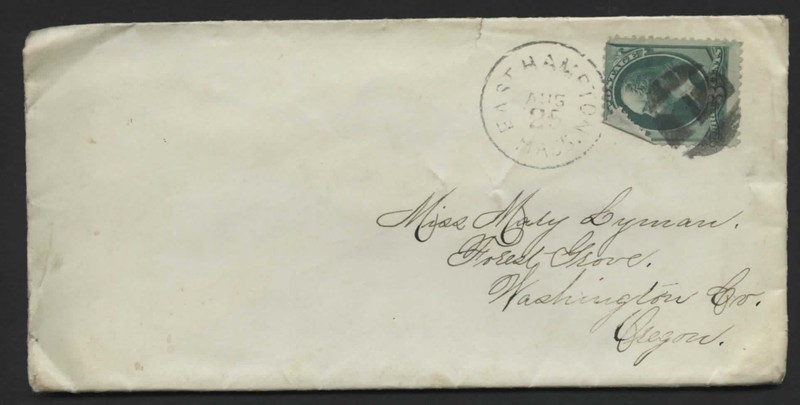 EAST HAMPTON
AUG
25
MASS.
Miss Mary Lyman.
Forest Grove.
Washington Co.
Oregon.